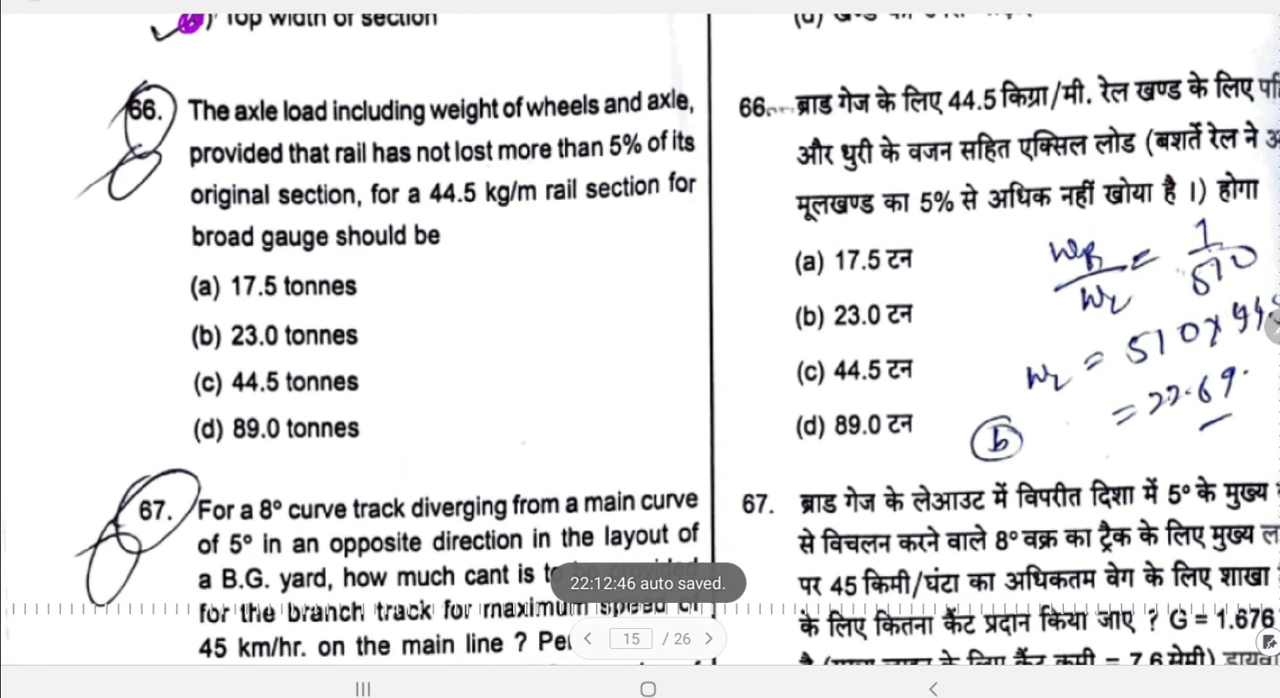 Top width of section
66. The axle load including weight of wheels and axle,
provided that rail has not lost more than 5% of its
original section, for a 44.5 kg/m rail section for
broad gauge should be
(a) 17.5 tonnes
(b) 23.0 tonnes
(c) 44.5 tonnes
(d) 89.0 tonnes
67. For a 8° curve track diverging from a main curve
of 5° in an opposite direction in the layout of
a B.G. yard, how much cant is to be provided
for the branch track for maximum speed of
45 km/hr. on the main line ?
66. ब्राड गेज के लिए 44.5 किग्रा/मी. रेल खण्ड के लिए
और धुरी के वजन सहित एक्सिल लोड (बशर्ते रेल ने
मूलखण्ड का 5% से अधिक नहीं खोया है ।) होगा
(a) 17.5 टन
(b) 23.0 टन
(c) 44.5 टन
(d) 89.0 टन
= 1/510
= 510 x 44.5
= 22.69
b
67. ब्राड गेज के लेआउट में विपरीत दिशा में 5° के मुख्य
से विचलन करने वाले 8° वक्र का ट्रैक के लिए मुख्य
पर 45 किमी/घंटा का अधिकतम वेग के लिए शाखा
के लिए कितना कैंट प्रदान किया जाए ? G = 1.676
22:12:46 auto saved.
15 / 26